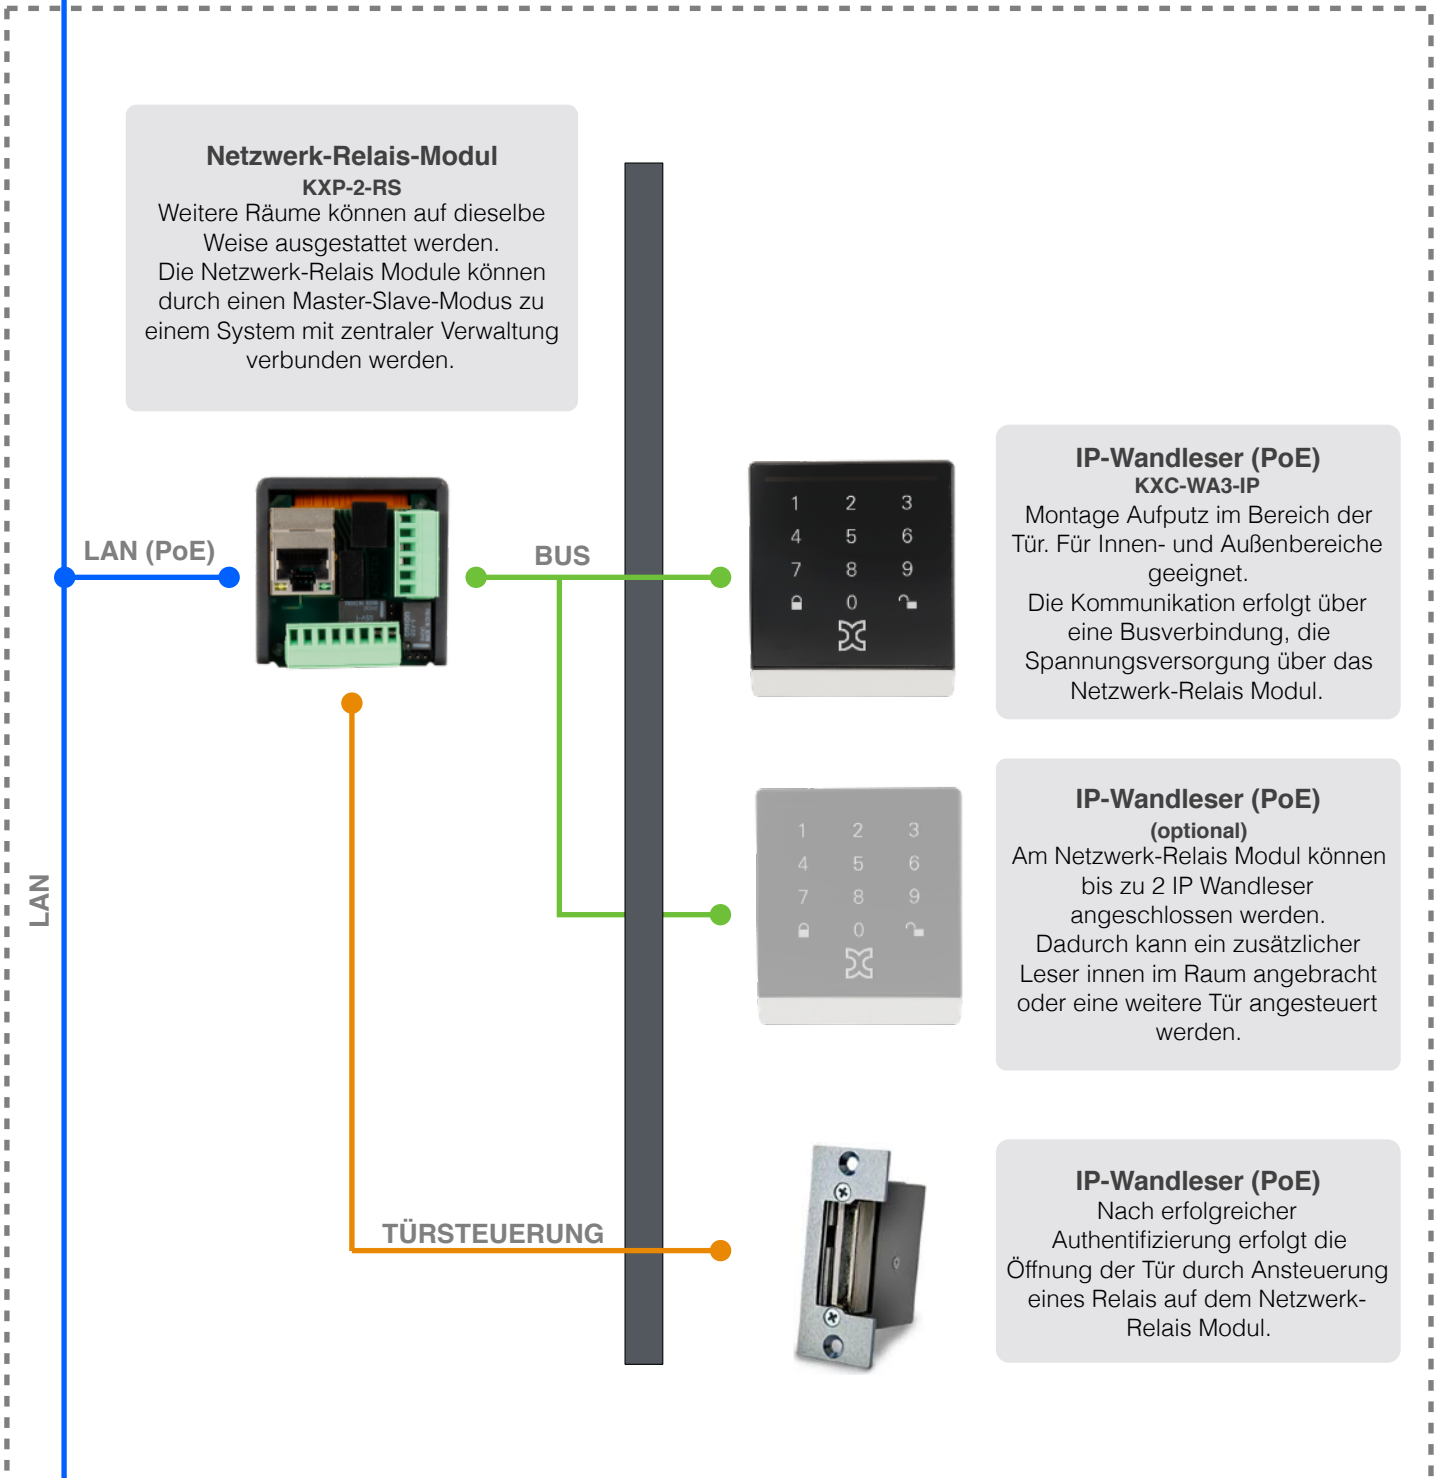 Netzwerk-Relais-Modul
KXP-2-RS
Weitere Räume können auf dieselbe
Weise ausgestattet werden.
Die Netzwerk-Relais Module können
durch einen Master-Slave-Modus zu
einem System mit zentraler Verwaltung
verbunden werden.
LAN (PoE)
BUS
1 2 3
4 5 6
7 8 9
0
IP-Wandleser (PoE)
KXC-WA3-IP
Montage Aufputz im Bereich der
Tür. Für Innen- und Außenbereiche
geeignet.
Die Kommunikation erfolgt über
eine Busverbindung, die
Spannungsversorgung über das
Netzwerk-Relais Modul.
LAN
1 2 3
4 5 6
7 8 9
0
IP-Wandleser (PoE)
(optional)
Am Netzwerk-Relais Modul können
bis zu 2 IP Wandleser
angeschlossen werden.
Dadurch kann ein zusätzlicher
Leser innen im Raum angebracht
oder eine weitere Tür angesteuert
werden.
TÜRSTEUERUNG
IP-Wandleser (PoE)
Nach erfolgreicher
Authentifizierung erfolgt die
Öffnung der Tür durch Ansteuerung
eines Relais auf dem Netzwerk-
Relais Modul.